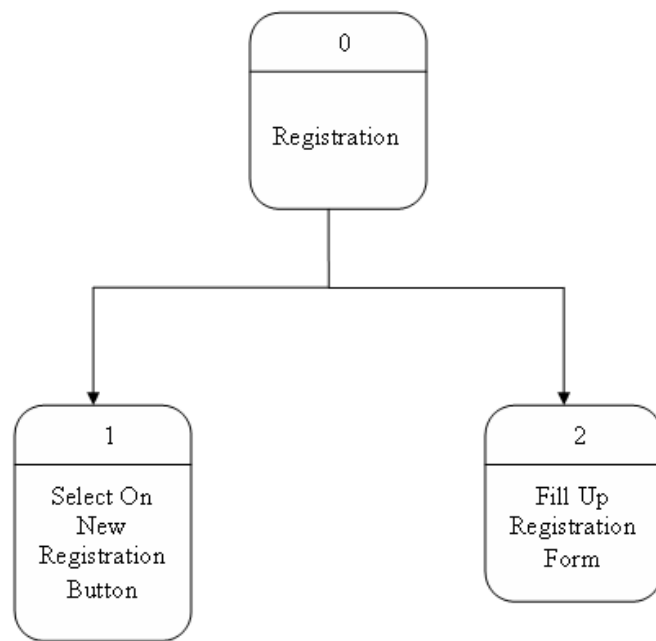 0
Registration
1
Select On
New
Registration
Button
2
Fill Up
Registration
Form